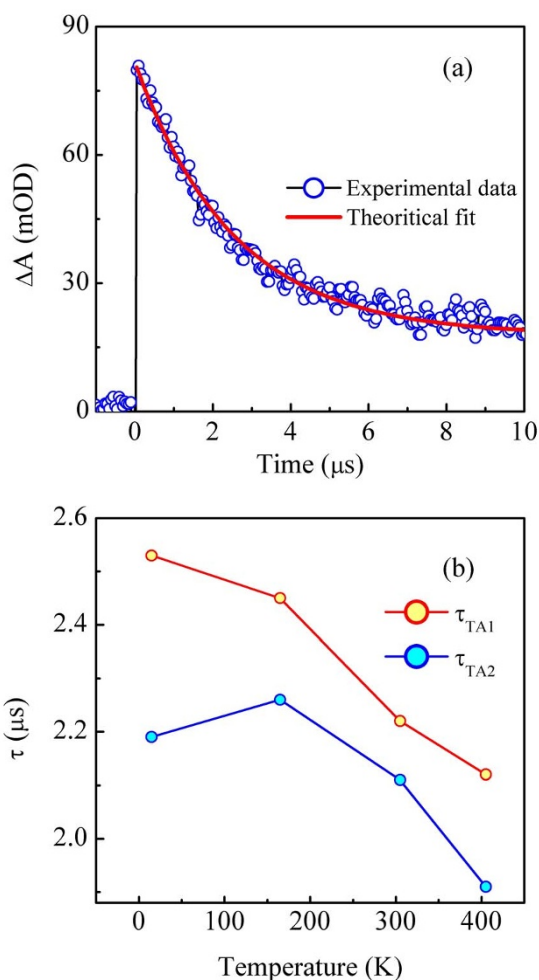 90
(a)
60
Experimental data
Theoritical fit
30
0
0 2 4 6 8 10
ΔA (mOD)
Time (μs)
2.6
(b)
τTA1
2.4
τTA2
2.2
2.0
0 100 200 300 400
τ (μs)
Temperature (K)